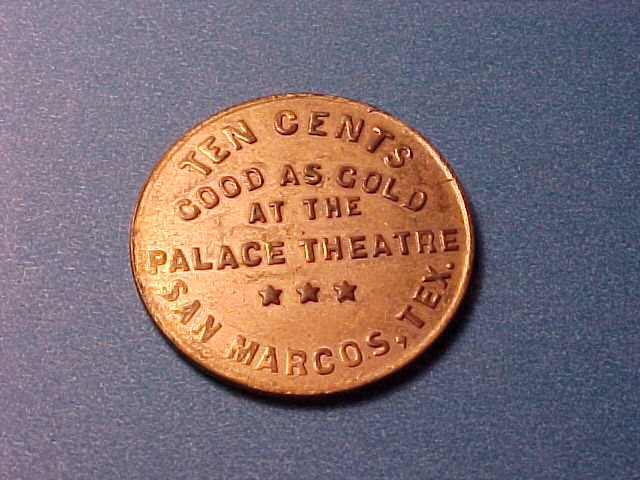 TEN CENTS
GOOD AS GOLD
AT THE
PALACE THEATRE
SAN MARCOS, TEX.